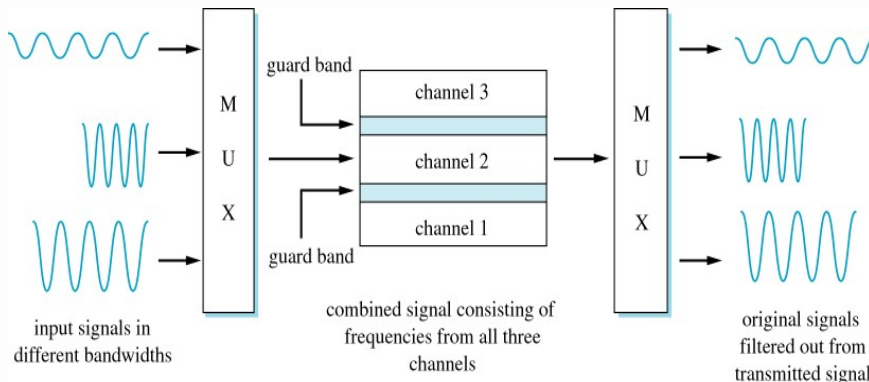 M
U
X
guard band
channel 3
channel 2
channel 1
guard band
M
U
X
input signals in
different bandwidths
combined signal consisting of
frequencies from all three
channels
original signals
filtered out from
transmitted signal